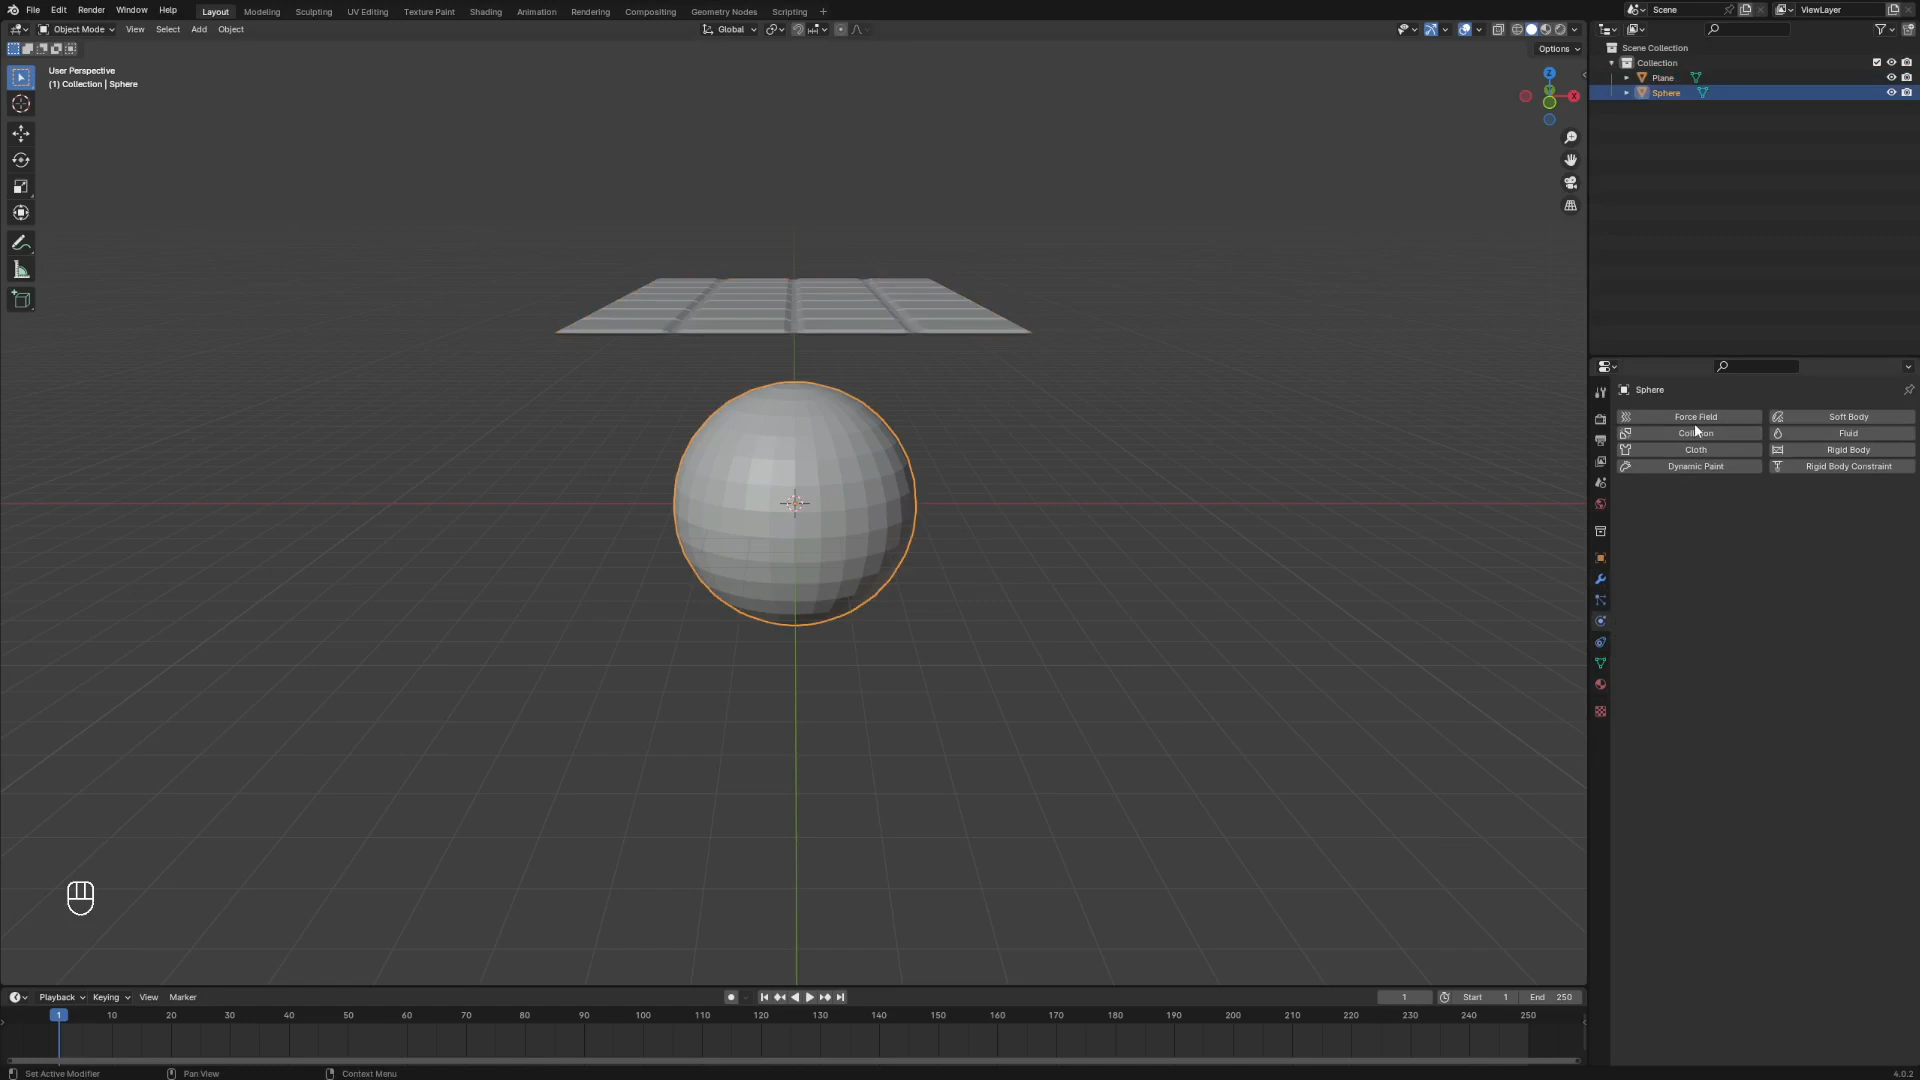 File Edit Render Window Help Layout Modeling Sculpting UV Editing Texture Paint Shading Animation Rendering Compositing Geometry Nodes Scripting + Scene ViewLayer
Object Mode View Select Add Object Global
Options
User Perspective
(1) Collection | Sphere
Z
X
Y
Scene Collection
Collection
Plane
Sphere
Sphere
Force Field Soft Body
Collision Fluid
Cloth Rigid Body
Dynamic Paint Rigid Body Constraint
Playback Keying View Marker 1 Start 1 End 250
1 10 20 30 40 50 60 70 80 90 100 110 120 130 140 150 160 170 180 190 200 210 220 230 240 250
Set Active Modifier Pan View Context Menu 4.0.2